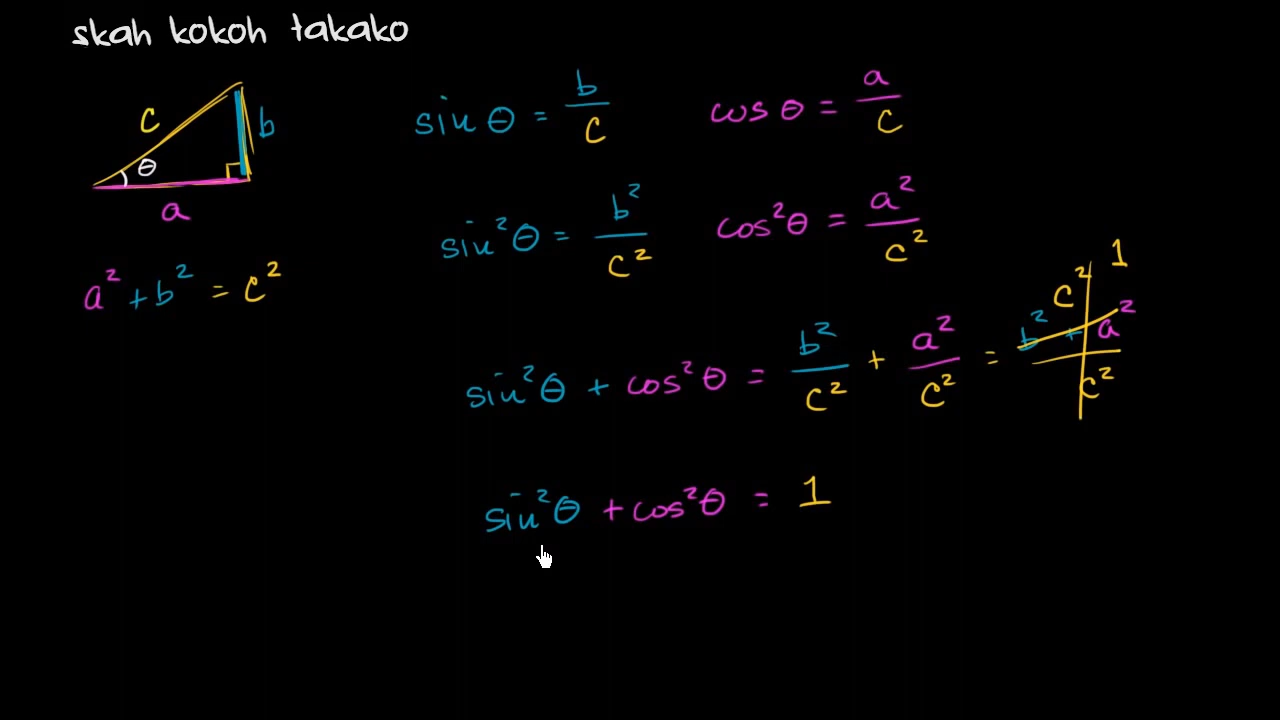 skah kokoh takako
c
b
θ
a
a² + b² = c²
sin θ = b/c
cos θ = a/c
sin²θ = b²/c²
cos²θ = a²/c²
sin²θ + cos²θ = b²/c² + a²/c² = b² + a²/c²
c² 1
sin²θ + cos²θ = 1